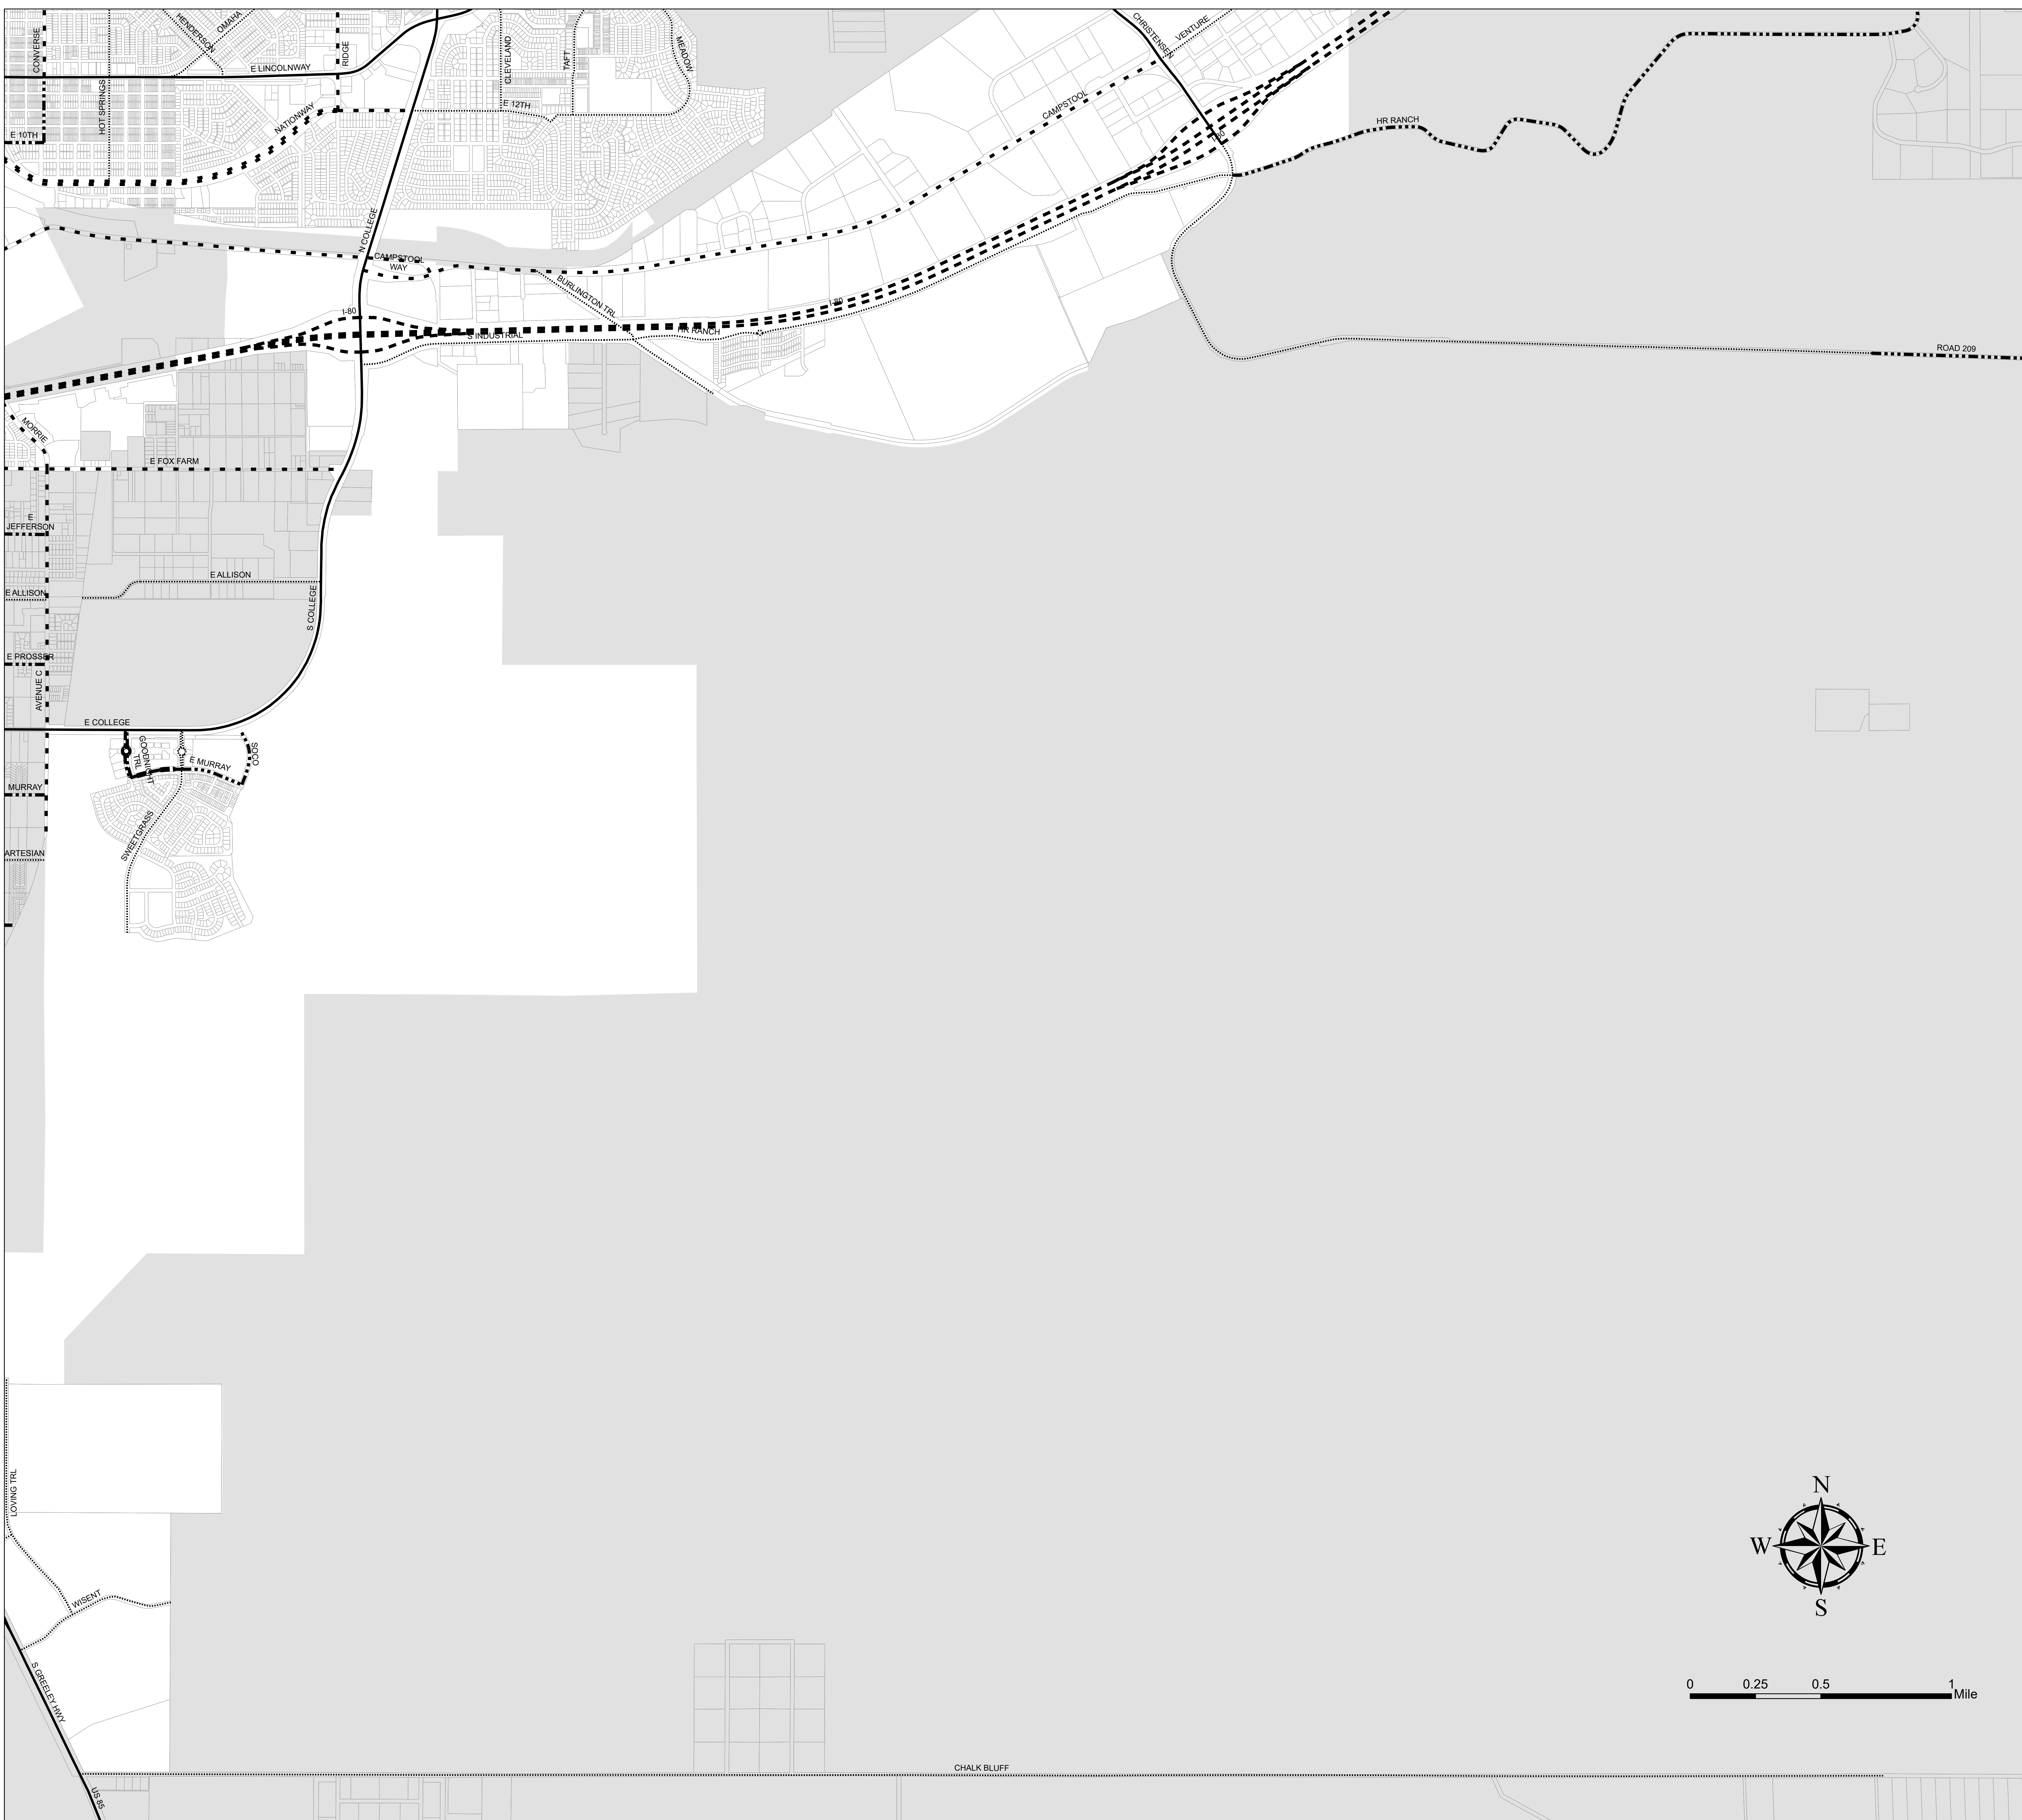 HENDERSON
OMAHA
CONVERSE
RIDGE
CLEVELAND
TAFT
MEADOW
CHRISTENSEN
VENTURE
E LINCOLNWAY
HOT SPRINGS
NATIONWAY
E 12TH
CAMPSTOOL
E 10TH
HR RANCH
I-80
N COLLEGE
CAMPSTOOL
WAY
BURLINGTON TRL
I-80
I-80
S INDUSTRIAL
HR RANCH
ROAD 209
MORRIE
E FOX FARM
E
JEFFERSON
E ALLISON
E ALLISON
S COLLEGE
E PROSSER
AVENUE C
E COLLEGE
GOODNIGHT
TRL
SOCO
E MURRAY
MURRAY
SWEETGRASS
ARTESIAN
LOVING TRL
WISENT
S GREELEY HWY
US 85
CHALK BLUFF
N
W
E
S
0 0.25 0.5 1
Mile